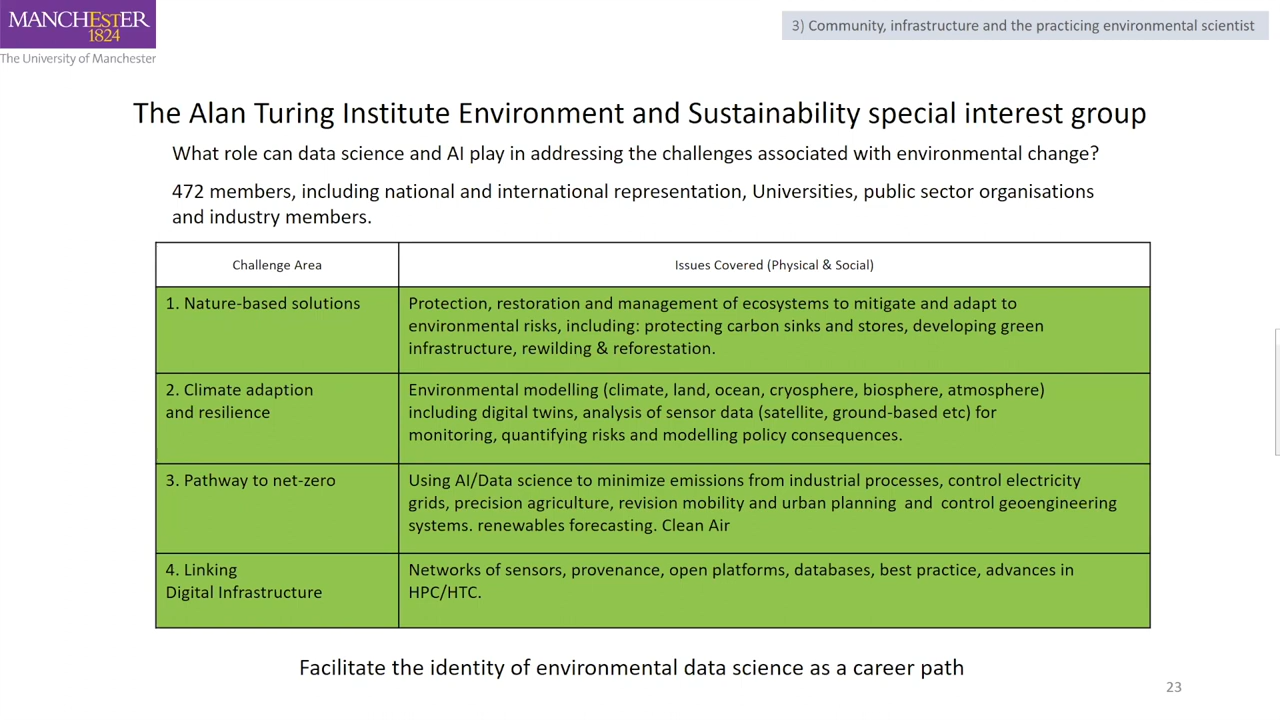 MANCHESTER
1824
The University of Manchester
3) Community, infrastructure and the practicing environmental scientist
The Alan Turing Institute Environment and Sustainability special interest group
What role can data science and AI play in addressing the challenges associated with environmental change?
472 members, including national and international representation, Universities, public sector organisations
and industry members.
Challenge Area
Issues Covered (Physical & Social)
1. Nature-based solutions
Protection, restoration and management of ecosystems to mitigate and adapt to
environmental risks, including: protecting carbon sinks and stores, developing green
infrastructure, rewilding & reforestation.
2. Climate adaption
and resilience
Environmental modelling (climate, land, ocean, cryosphere, biosphere, atmosphere)
including digital twins, analysis of sensor data (satellite, ground-based etc) for
monitoring, quantifying risks and modelling policy consequences.
3. Pathway to net-zero
Using AI/Data science to minimize emissions from industrial processes, control electricity
grids, precision agriculture, revision mobility and urban planning and control geoengineering
systems. renewables forecasting. Clean Air
4. Linking
Digital Infrastructure
Networks of sensors, provenance, open platforms, databases, best practice, advances in
HPC/HTC.
Facilitate the identity of environmental data science as a career path
23